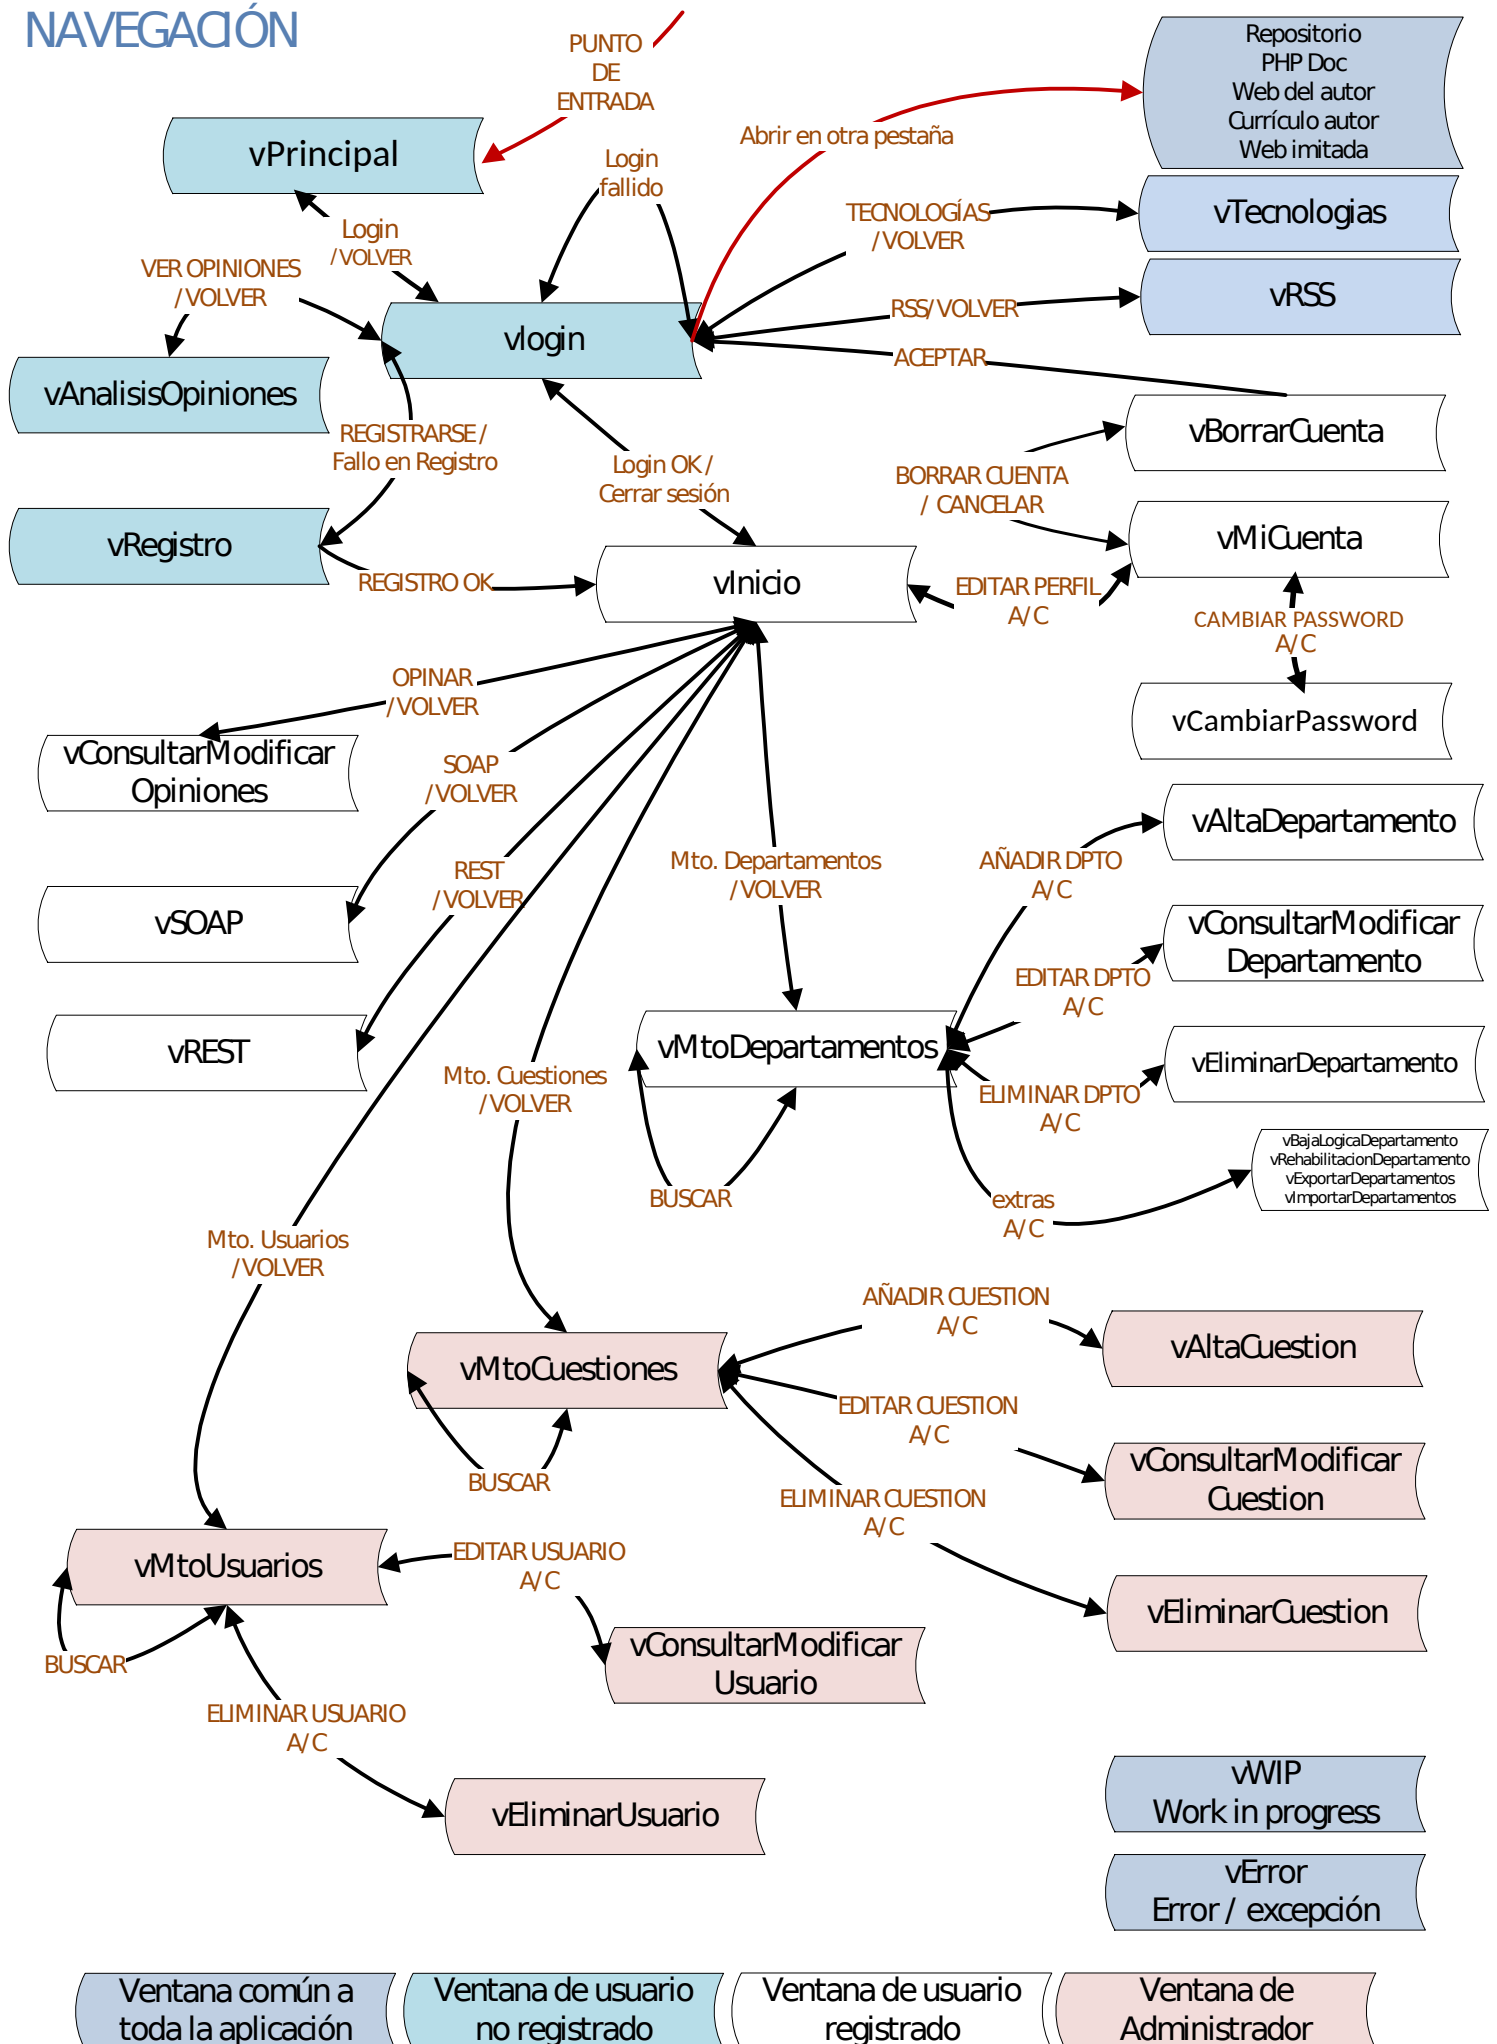 NAVEGACIÓN
PUNTO
DE
ENTRADA
Repositorio
PHP Doc
Web del autor
Currículo autor
Web imitada
vPrincipal
Abrir en otra pestaña
Login
fallido
vTecnologias
TECNOLOGÍAS
/ VOLVER
Login
/ VOLVER
VER OPINIONES
/ VOLVER
vRSS
RSS/ VOLVER
vlogin
ACEPTAR
vAnalisisOpiniones
vBorrarCuenta
REGISTRARSE /
Fallo en Registro
Login OK /
Cerrar sesión
BORRAR CUENTA
/ CANCELAR
vRegistro
vMiCuenta
REGISTRO OK
vInicio
EDITAR PERFIL
A/C
CAMBIAR PASSWORD
A/C
OPINAR
/ VOLVER
vCambiarPassword
vConsultarModificar
Opiniones
SOAP
/ VOLVER
vAltaDepartamento
Mto. Departamentos
/ VOLVER
AÑADIR DPTO
A/C
REST
/ VOLVER
vSOAP
vConsultarModificar
Departamento
EDITAR DPTO
A/C
vREST
vMtoDepartamentos
vEliminarDepartamento
Mto. Cuestiones
/ VOLVER
ELIMINAR DPTO
A/C
vBajaLogicaDepartamento
vRehabilitacionDepartamento
vExportarDepartamentos
vImportarDepartamentos
BUSCAR
extras
A/C
Mto. Usuarios
/ VOLVER
AÑADIR CUESTION
A/C
vMtoCuestiones
vAltaCuestion
EDITAR CUESTION
A/C
vConsultarModificar
Cuestion
BUSCAR
ELIMINAR CUESTION
A/C
vMtoUsuarios
EDITAR USUARIO
A/C
vEliminarCuestion
BUSCAR
vConsultarModificar
Usuario
ELIMINAR USUARIO
A/C
vEliminarUsuario
vWIP
Work in progress
vError
Error / excepción
Ventana común a
toda la aplicación
Ventana de usuario
no registrado
Ventana de usuario
registrado
Ventana de
Administrador